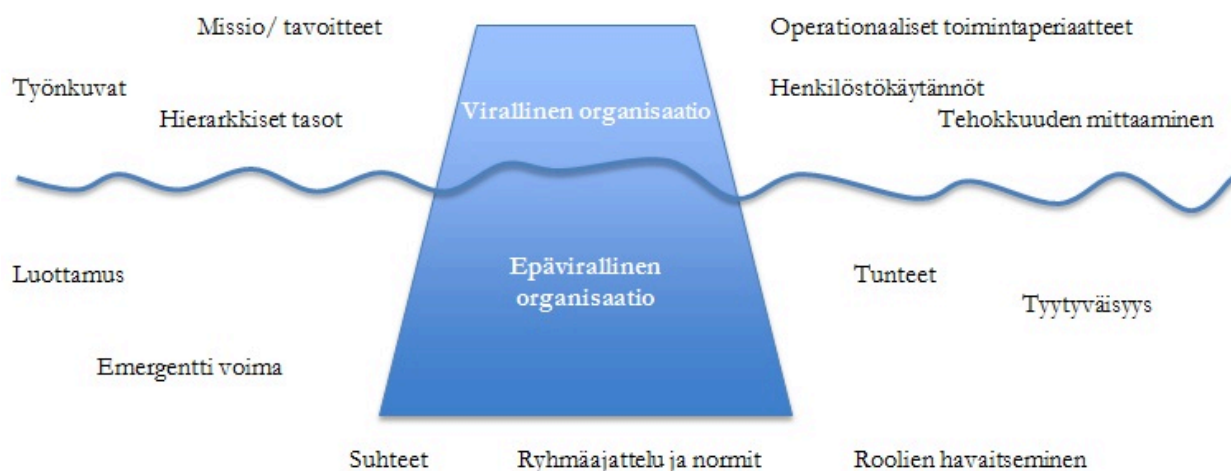 Missio/ tavoitteet
Operationaaliset toimintaperiaatteet
Työnkuvat
Henkilöstökäytännöt
Hierarkkiset tasot
Virallinen organisaatio
Tehokkuuden mittaaminen
Luottamus
Epävirallinen
organisaatio
Tunteet
Tyytyväisyys
Emergentti voima
Suhteet
Ryhmäajattelu ja normit
Roolien havaitseminen